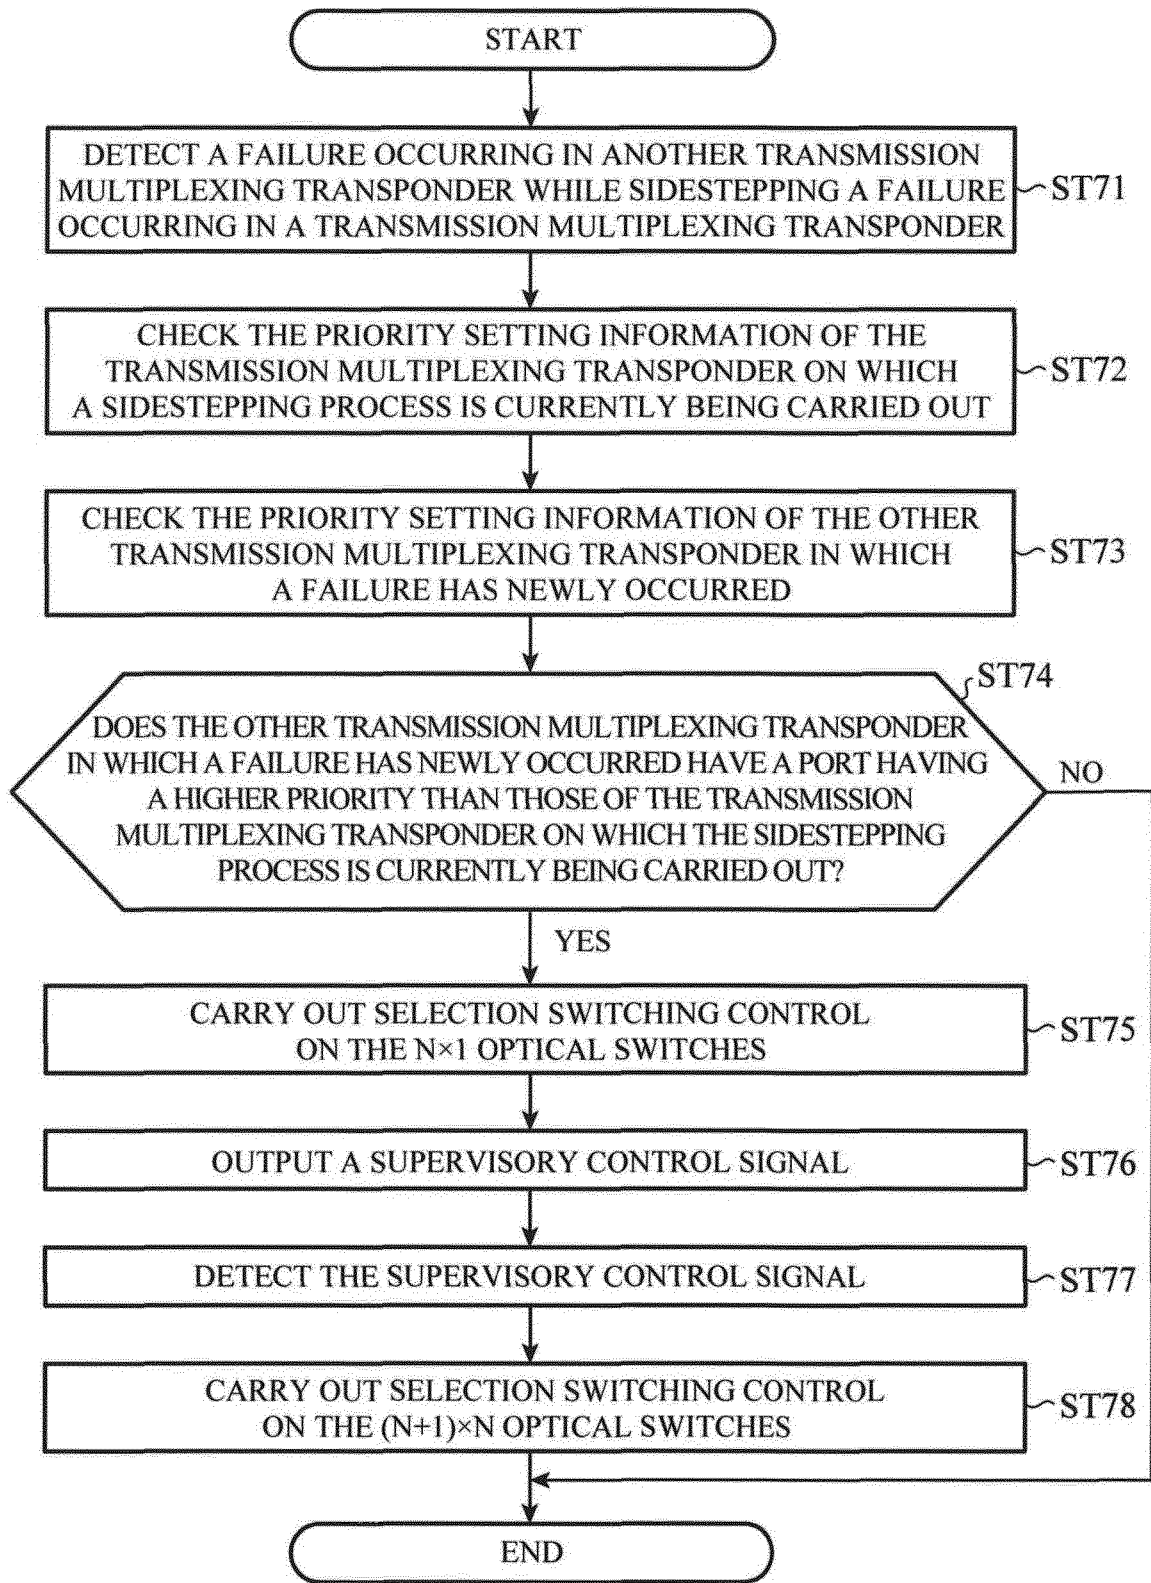 START
DETECT A FAILURE OCCURRING IN ANOTHER TRANSMISSION
MULTIPLEXING TRANSPONDER WHILE SIDESTEPPING A FAILURE
OCCURRING IN A TRANSMISSION MULTIPLEXING TRANSPONDER
ST71
CHECK THE PRIORITY SETTING INFORMATION OF THE
TRANSMISSION MULTIPLEXING TRANSPONDER ON WHICH
A SIDESTEPPING PROCESS IS CURRENTLY BEING CARRIED OUT
ST72
CHECK THE PRIORITY SETTING INFORMATION OF THE OTHER
TRANSMISSION MULTIPLEXING TRANSPONDER IN WHICH
A FAILURE HAS NEWLY OCCURRED
ST73
ST74
DOES THE OTHER TRANSMISSION MULTIPLEXING TRANSPONDER
IN WHICH A FAILURE HAS NEWLY OCCURRED HAVE A PORT HAVING
A HIGHER PRIORITY THAN THOSE OF THE TRANSMISSION
MULTIPLEXING TRANSPONDER ON WHICH THE SIDESTEPPING
PROCESS IS CURRENTLY BEING CARRIED OUT?
NO
YES
CARRY OUT SELECTION SWITCHING CONTROL
ON THE N×1 OPTICAL SWITCHES
ST75
OUTPUT A SUPERVISORY CONTROL SIGNAL
ST76
DETECT THE SUPERVISORY CONTROL SIGNAL
ST77
CARRY OUT SELECTION SWITCHING CONTROL
ON THE (N+1)×N OPTICAL SWITCHES
ST78
END